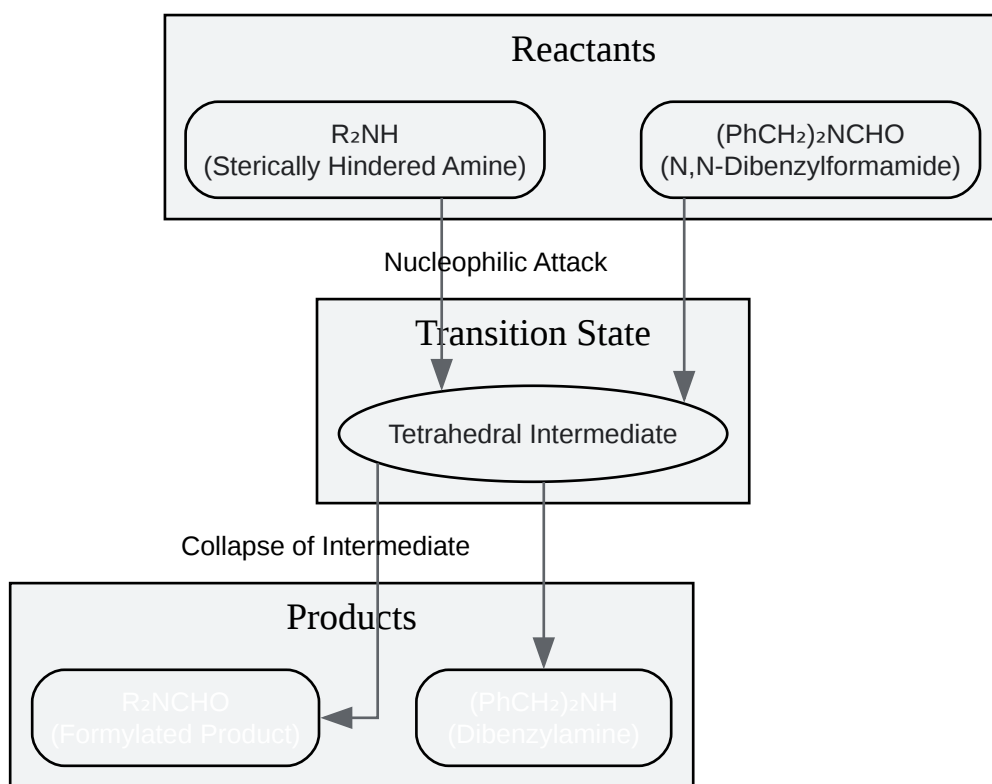 Reactants
R₂NH
(Sterically Hindered Amine)
(PhCH₂)₂NCHO
(N,N-Dibenzylformamide)
Nucleophilic Attack
Transition State
Tetrahedral Intermediate
Collapse of Intermediate
Products
R₂NCHO
(Formylated Product)
(PhCH₂)₂NH
(Dibenzylamine)